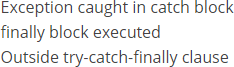 Exception caught in catch block
finally block executed
Outside try-catch-finally clause